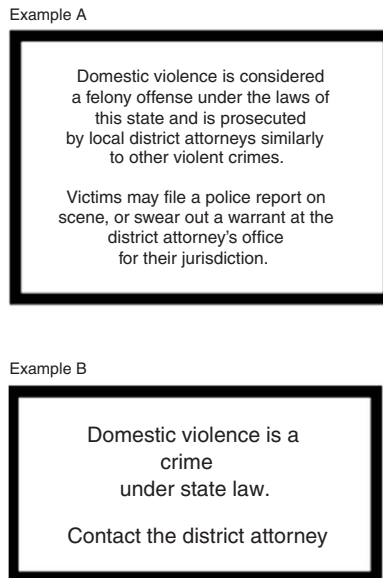 Example A
Domestic violence is considered
a felony offense under the laws of
this state and is prosecuted
by local district attorneys similarly
to other violent crimes.
Victims may file a police report on
scene, or swear out a warrant at the
district attorney’s office
for their jurisdiction.
Example B
Domestic violence is a
crime
under state law.
Contact the district attorney